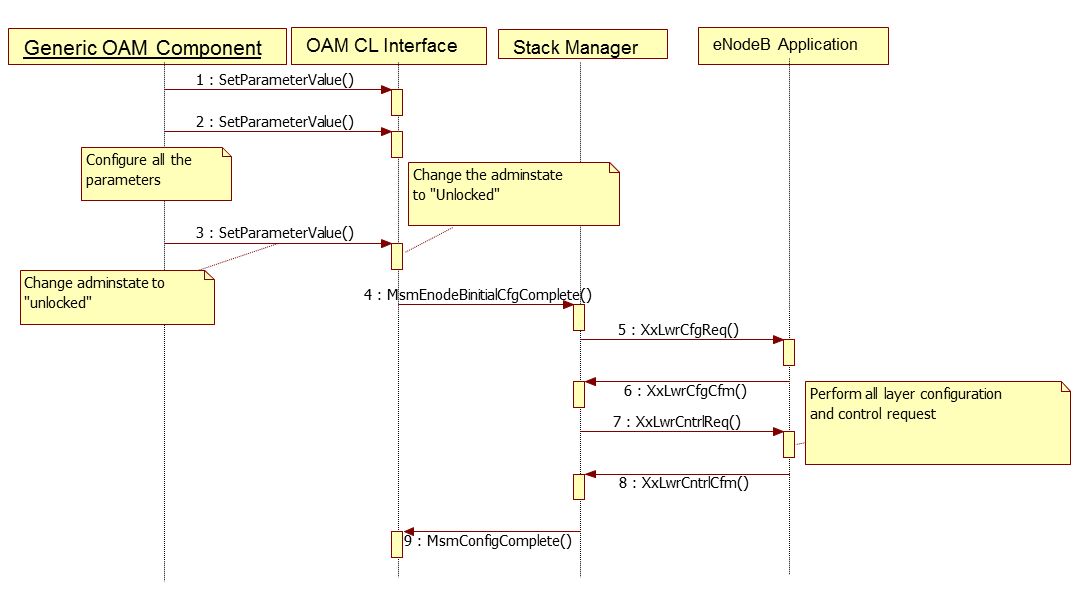 Generic OAM Component
OAM CL Interface
Stack Manager
eNodeB Application
1 : SetParameterValue()
2 : SetParameterValue()
Configure all the
parameters
Change the adminstate
to "Unlocked"
3 : SetParameterValue()
Change adminstate to
"unlocked"
4 : MsmEnodeBinitialCfgComplete()
5 : XxLwrCfgReq()
6 : XxLwrCfgCfm()
Perform all layer configuration
and control request
7 : XxLwrCntrlReq()
8 : XxLwrCntrlCfm()
9 : MsmConfigComplete()